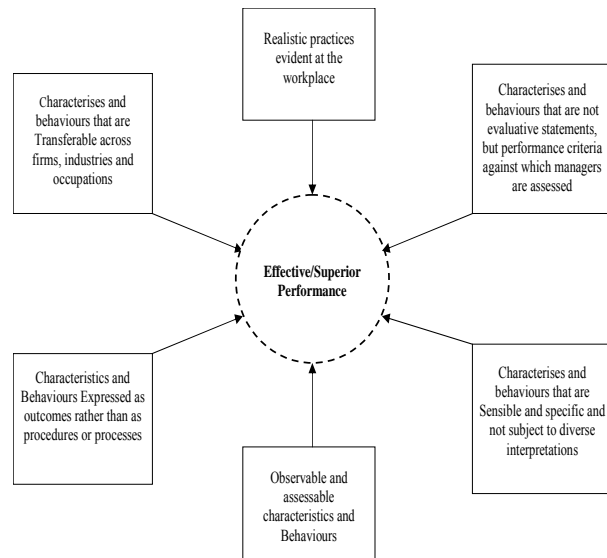 Realistic practices
evident at the
workplace
Characterises and
behaviours that are
Transferable across
firms, industries and
occupations
Characterises and
behaviours that are not
evaluative statements,
but performance criteria
against which managers
are assessed
Effective/Superior
Performance
Characteristics and
Behaviours Expressed as
outcomes rather than as
procedures or processes
Characterises and
behaviours that are
Sensible and specific and
not subject to diverse
interpretations
Observable and
assessable
characteristics and
Behaviours